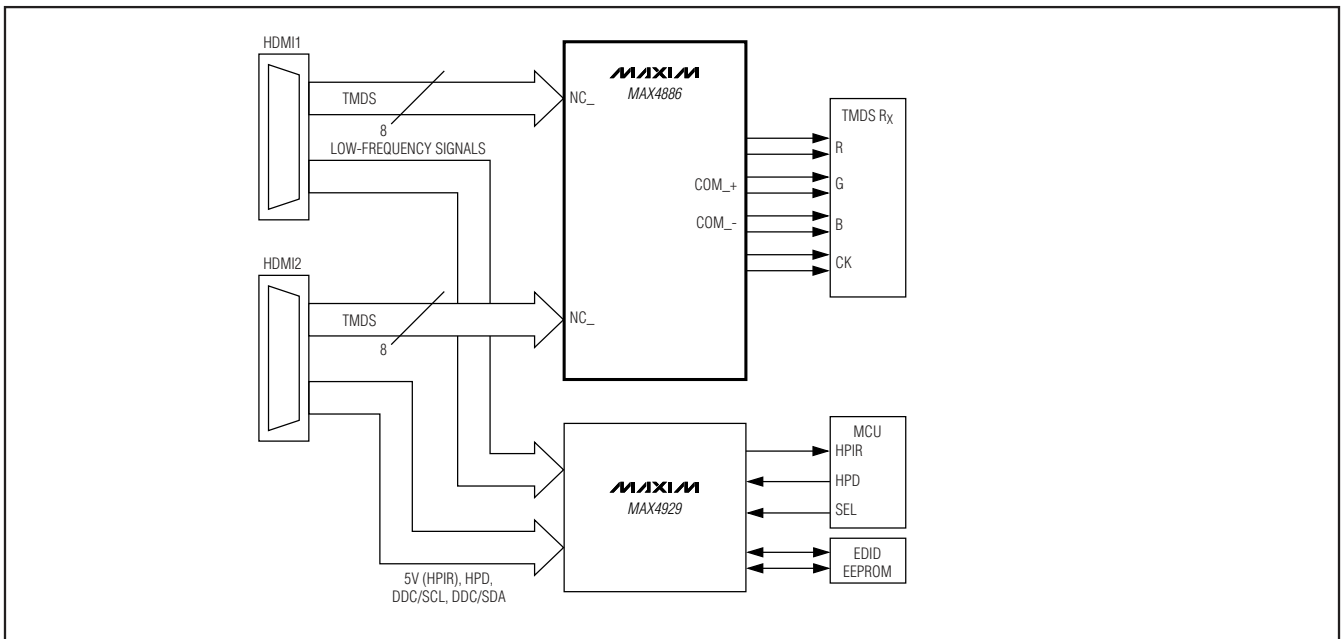 HDMI1
TMDS
8
LOW-FREQUENCY SIGNALS
HDMI2
TMDS
8
5V (HPIR), HPD,
DDC/SCL, DDC/SDA
MAXIM
MAX4886
NC_
COM_+
COM_-
NC_
TMDS RX
R
G
B
CK
MAXIM
MAX4929
MCU
HPIR
HPD
SEL
EDID
EEPROM